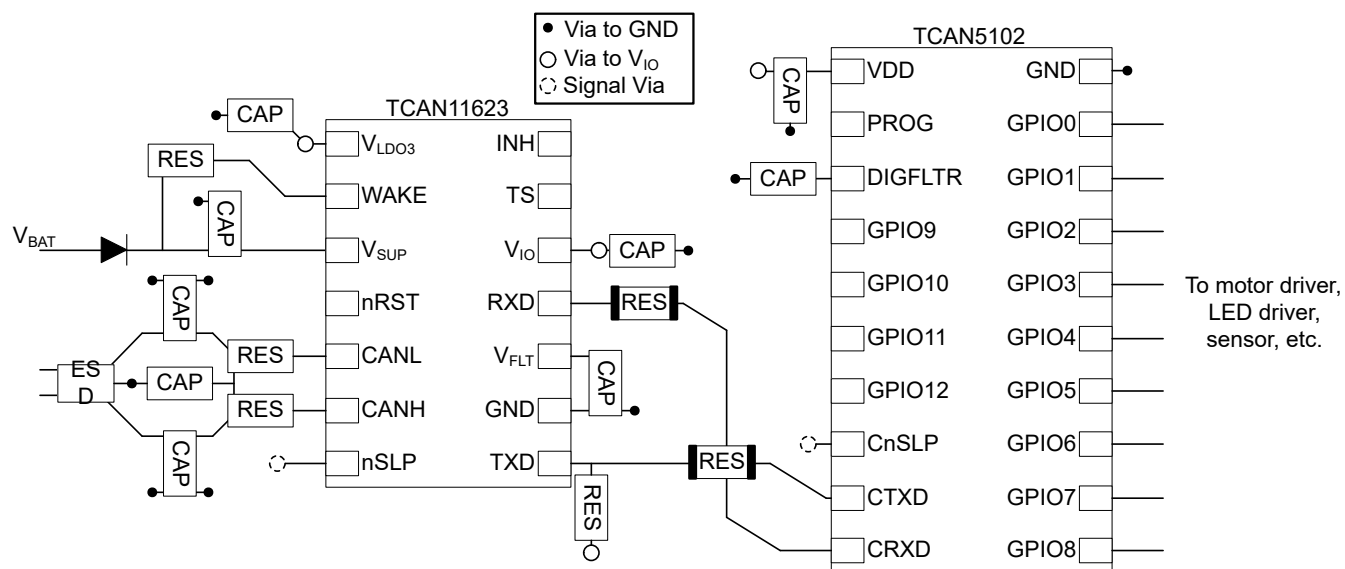 Via to GND
Via to VIO
Signal Via
TCAN11623
CAP
VLDO3
INH
RES
WAKE
TS
CAP
VBAT
VSUP
VIO
CAP
nRST
RXD
RES
CAP
CANL
VFLT
RES
CAP
ES
D
CAP
CANH
GND
RES
CAP
nSLP
TXD
RES
RES
TCAN5102
VDD
GND
CAP
PROG
GPIO0
CAP
DIGFLTR
GPIO1
GPIO9
GPIO2
GPIO10
GPIO3
GPIO11
GPIO4
GPIO12
GPIO5
CnSLP
GPIO6
CTXD
GPIO7
CRXD
GPIO8
To motor driver,
LED driver,
sensor, etc.